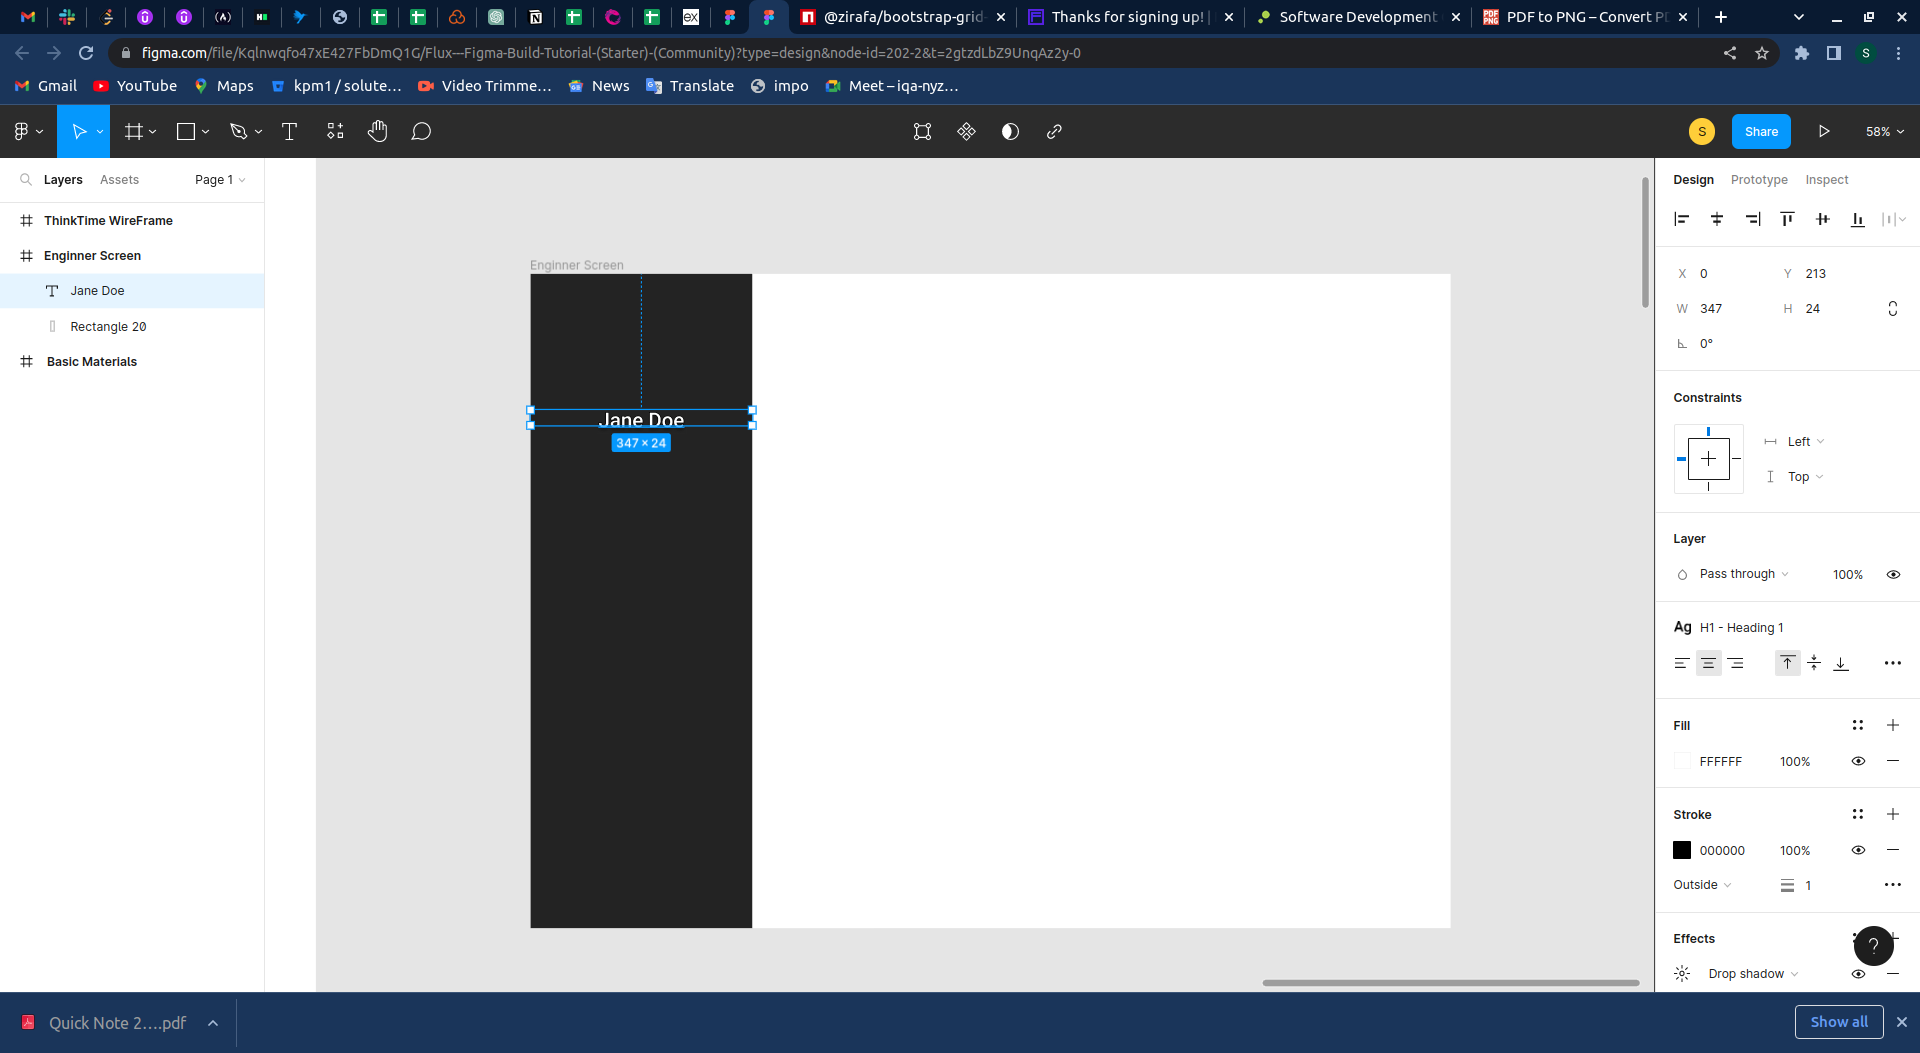 @zirafa/bootstrap-grid-
Thanks for signing up! |
Software Development
PDF to PNG – Convert PD
figma.com/file/Kqlnwqfo47xE427FbDmQ1G/Flux---Figma-Build-Tutorial-(Starter)-(Community)?type=design&node-id=202-2&t=2gtzdLbZ9UnqAz2y-0
S
Gmail
YouTube
Maps
kpm1 / solute...
Video Trimme...
News
Translate
impo
Meet – iqa-nyz...
S
Share
58%
Layers
Assets
Page 1
ThinkTime WireFrame
Enginner Screen
Jane Doe
Rectangle 20
Basic Materials
Enginner Screen
Jane Doe
347 × 24
Design
Prototype
Inspect
X 0
Y 213
W 347
H 24
0°
Constraints
Left
Top
Layer
Pass through
100%
Ag H1 - Heading 1
Fill
FFFFFF
100%
Stroke
000000
100%
Outside
1
Effects
Drop shadow
?
Quick Note 2....pdf
Show all